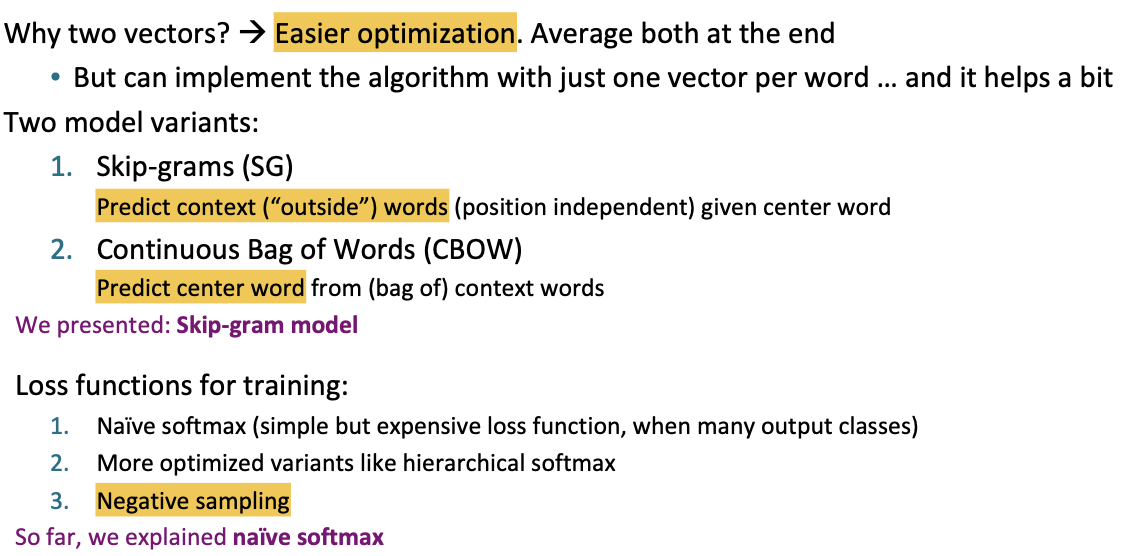 Why two vectors? → Easier optimization. Average both at the end
• But can implement the algorithm with just one vector per word … and it helps a bit
Two model variants:
1. Skip-grams (SG)
Predict context (“outside”) words (position independent) given center word
2. Continuous Bag of Words (CBOW)
Predict center word from (bag of) context words
We presented: Skip-gram model
Loss functions for training:
1. Naïve softmax (simple but expensive loss function, when many output classes)
2. More optimized variants like hierarchical softmax
3. Negative sampling
So far, we explained naïve softmax